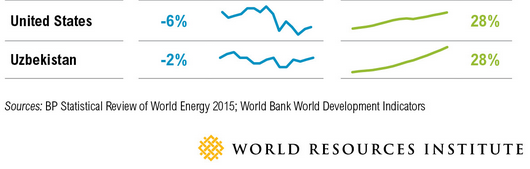 United States -6% 28%
Uzbekistan -2% 28%
Sources: BP Statistical Review of World Energy 2015; World Bank World Development Indicators
WORLD RESOURCES INSTITUTE